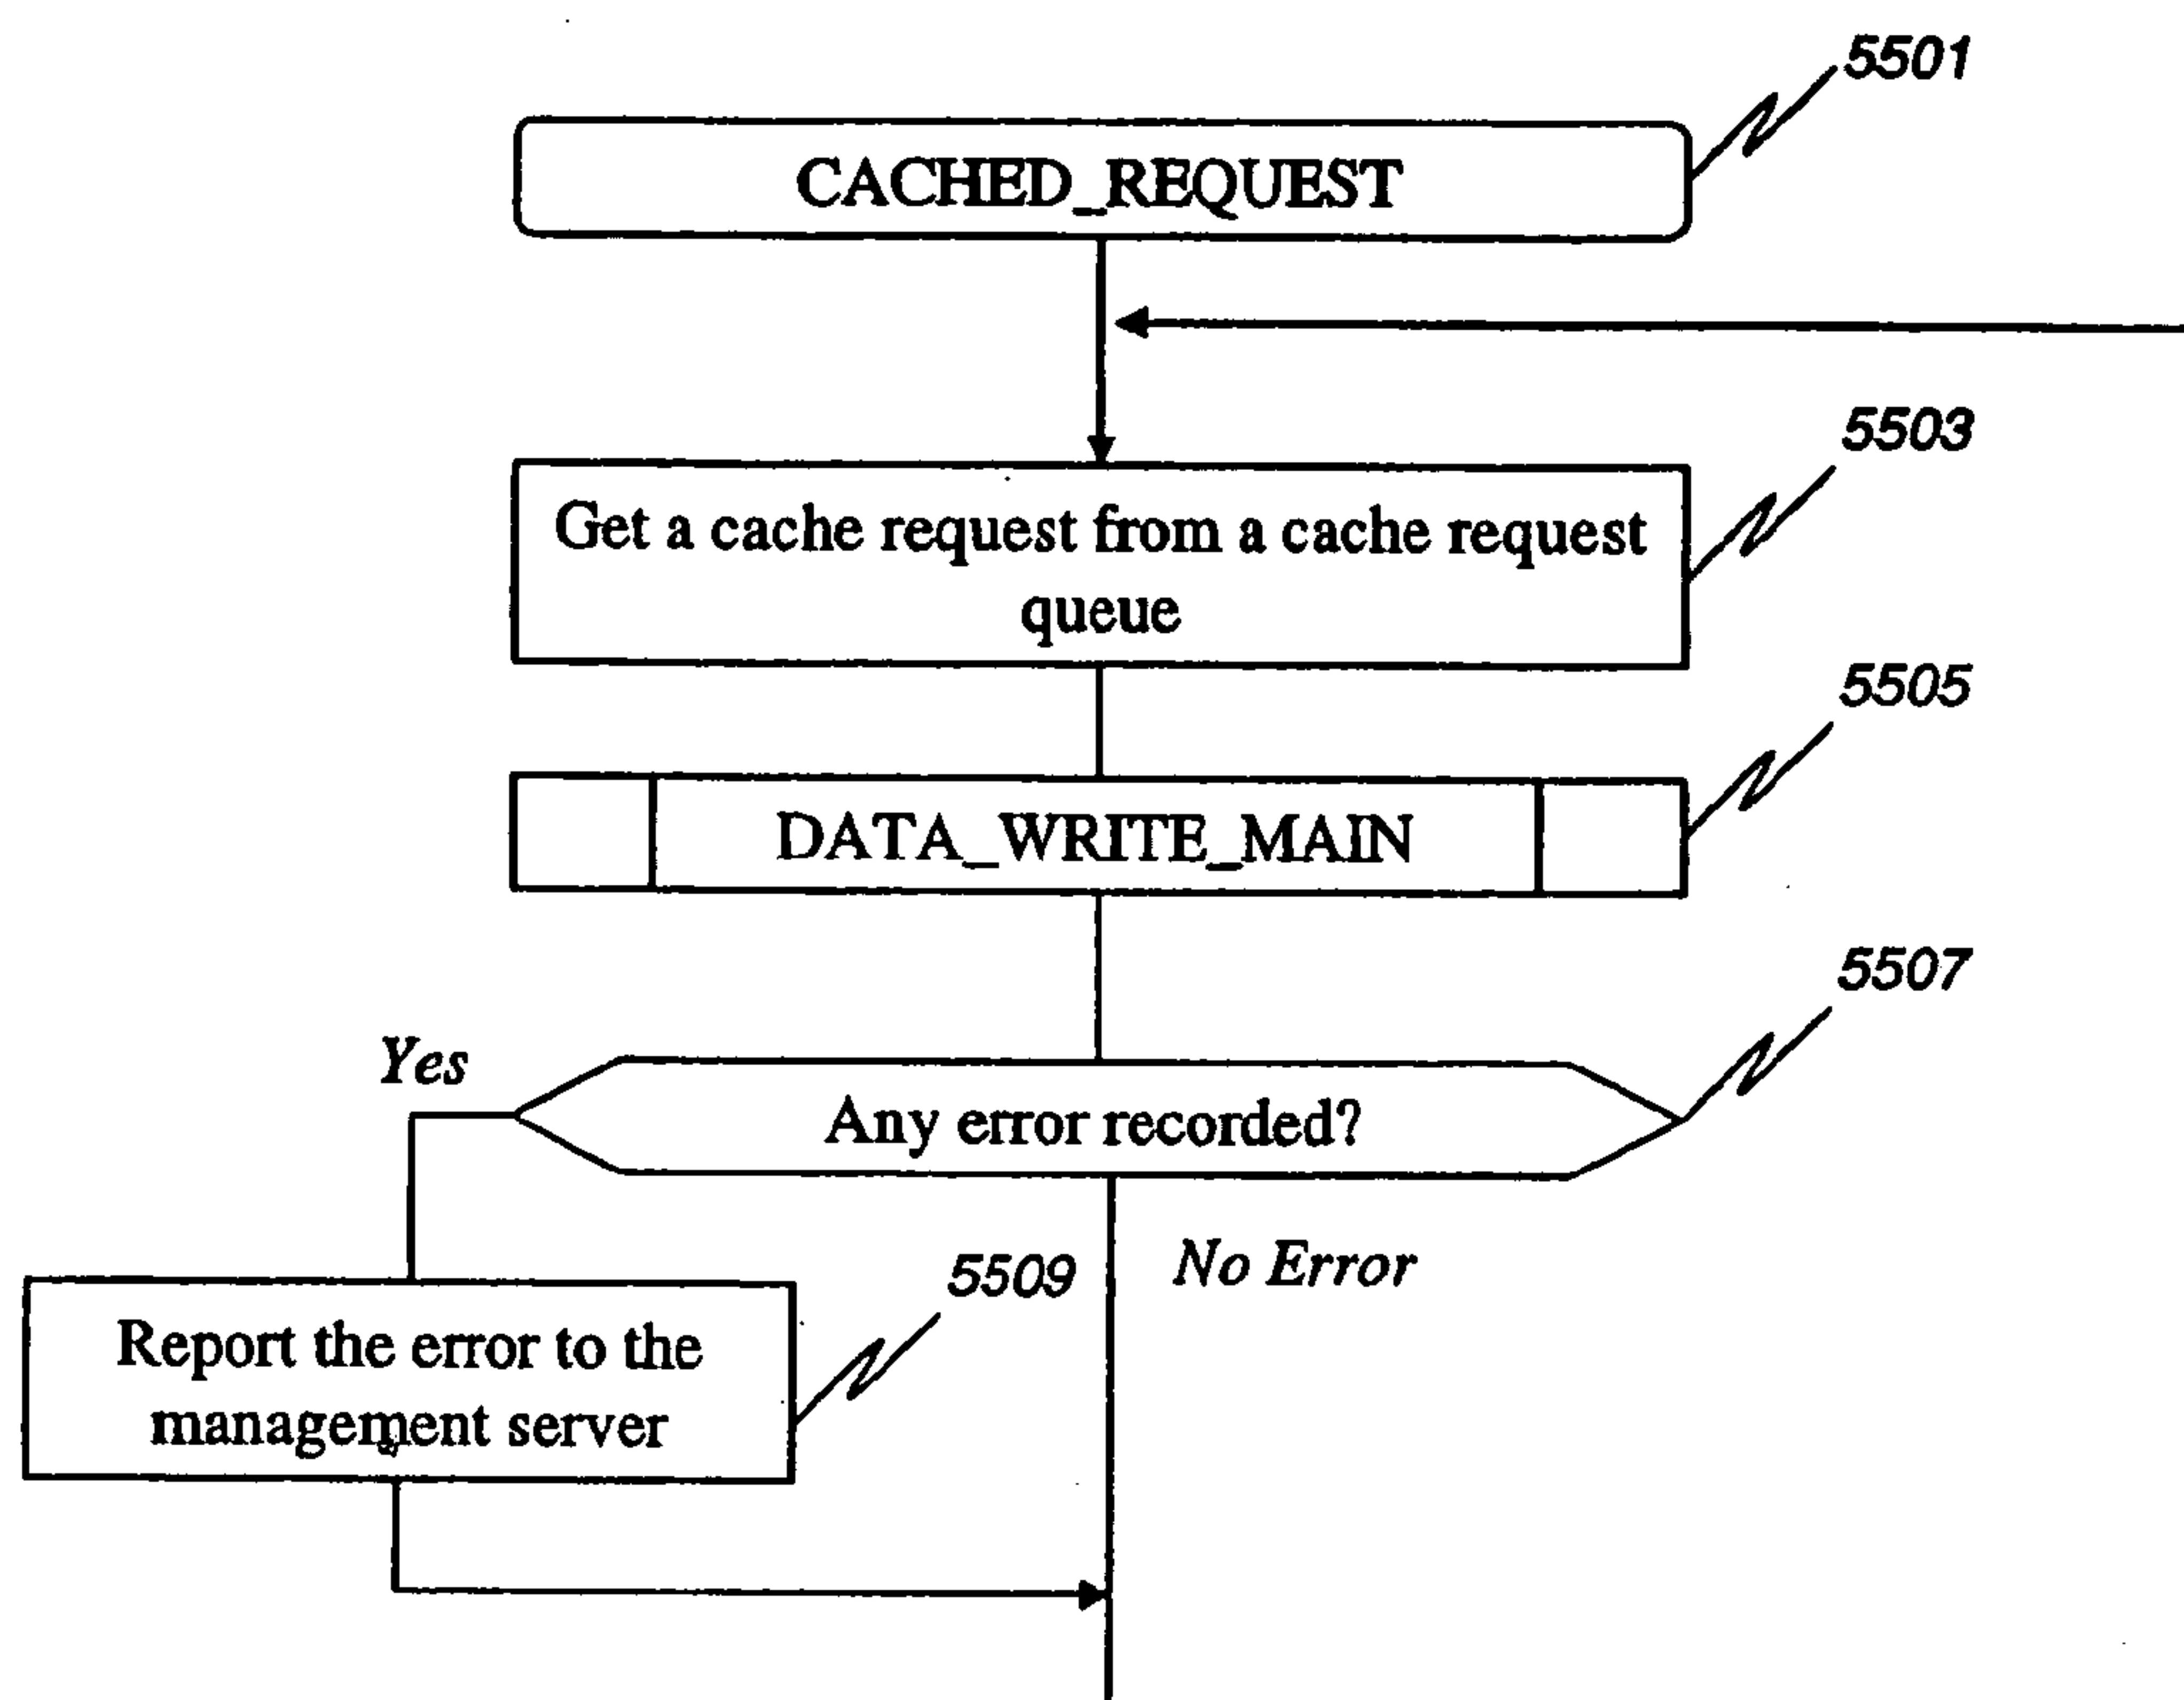 5501
CACHED_REQUEST
5503
Get a cache request from a cache request
queue
5505
DATA_WRITE_MAIN
5507
Yes
Any error recorded?
5509
No Error
Report the error to the
management server